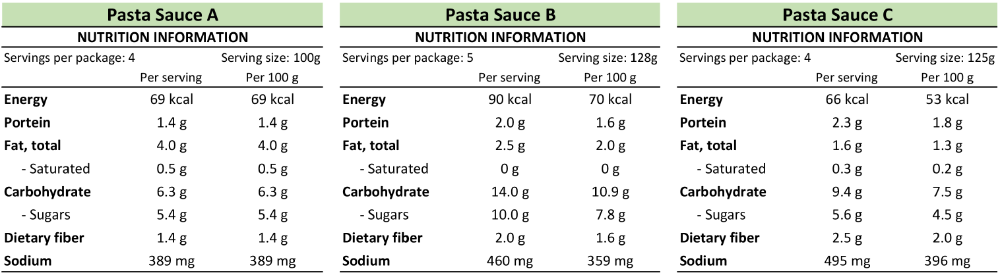 Pasta Sauce A
NUTRITION INFORMATION
Servings per package: 4 Serving size: 100g
Per serving Per 100 g
Energy 69 kcal 69 kcal
Portein 1.4 g 1.4 g
Fat, total 4.0 g 4.0 g
- Saturated 0.5 g 0.5 g
Carbohydrate 6.3 g 6.3 g
- Sugars 5.4 g 5.4 g
Dietary fiber 1.4 g 1.4 g
Sodium 389 mg 389 mg
Pasta Sauce B
NUTRITION INFORMATION
Servings per package: 5 Serving size: 128g
Per serving Per 100 g
Energy 90 kcal 70 kcal
Portein 2.0 g 1.6 g
Fat, total 2.5 g 2.0 g
- Saturated 0 g 0 g
Carbohydrate 14.0 g 10.9 g
- Sugars 10.0 g 7.8 g
Dietary fiber 2.0 g 1.6 g
Sodium 460 mg 359 mg
Pasta Sauce C
NUTRITION INFORMATION
Servings per package: 4 Serving size: 125g
Per serving Per 100 g
Energy 66 kcal 53 kcal
Portein 2.3 g 1.8 g
Fat, total 1.6 g 1.3 g
- Saturated 0.3 g 0.2 g
Carbohydrate 9.4 g 7.5 g
- Sugars 5.6 g 4.5 g
Dietary fiber 2.5 g 2.0 g
Sodium 495 mg 396 mg